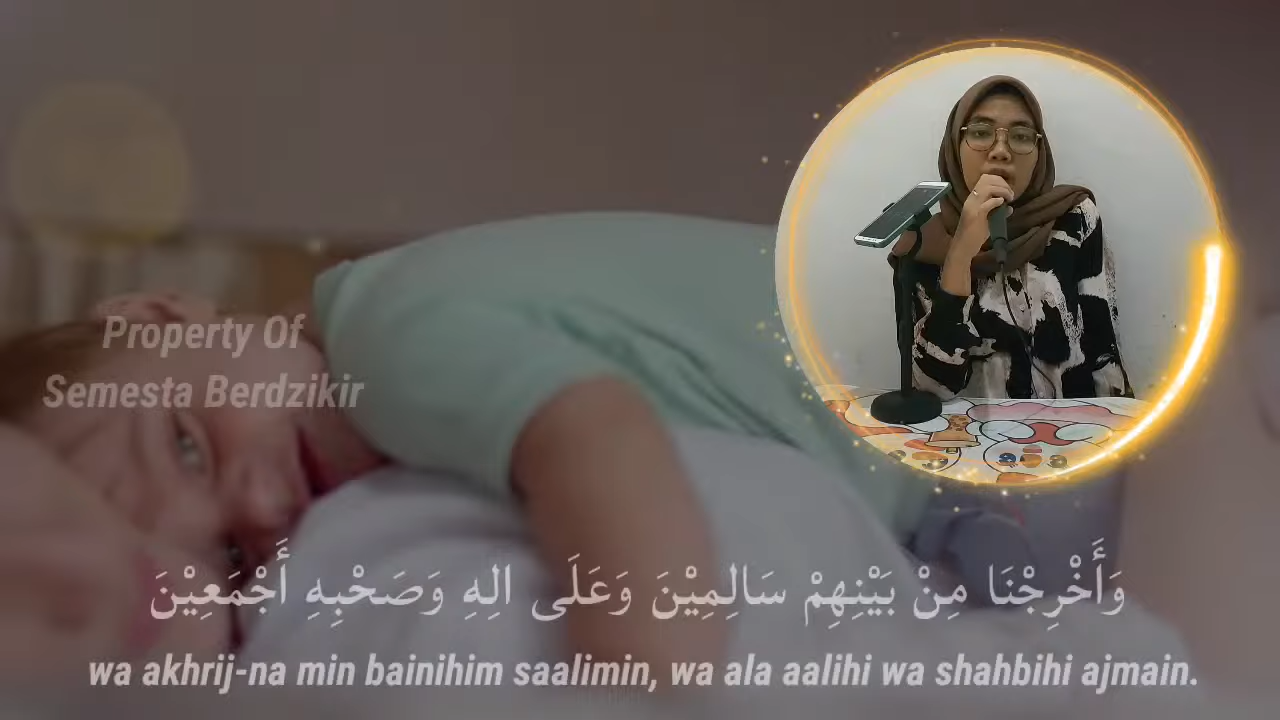 Property Of
Semesta Berdzikir
وَأَخْرِجْنَا مِنْ بَيْنِهِمْ سَالِمِيْنَ وَعَلَى الِهِ وَصَحْبِهِ أَجْمَعِيْنَ
wa akhrij-na min bainihim saalimin, wa ala aalihi wa shahbihi ajmain.